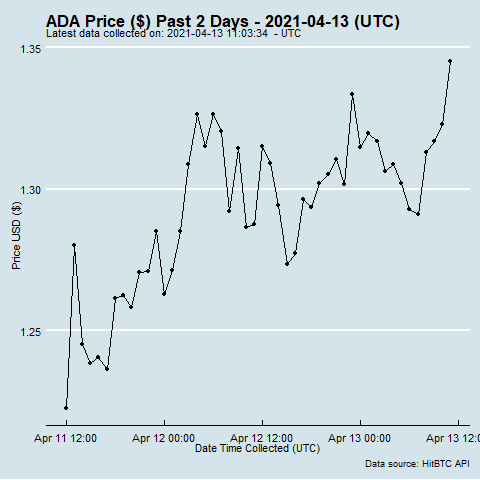 ADA Price ($) Past 2 Days - 2021-04-13 (UTC)
Latest data collected on: 2021-04-13 11:03:34 - UTC
1.35
1.30
1.25
Price USD ($)
Apr 11 12:00 Apr 12 00:00 Apr 12 12:00 Apr 13 00:00 Apr 13 12:00
Date Time Collected (UTC)
Data source: HitBTC API